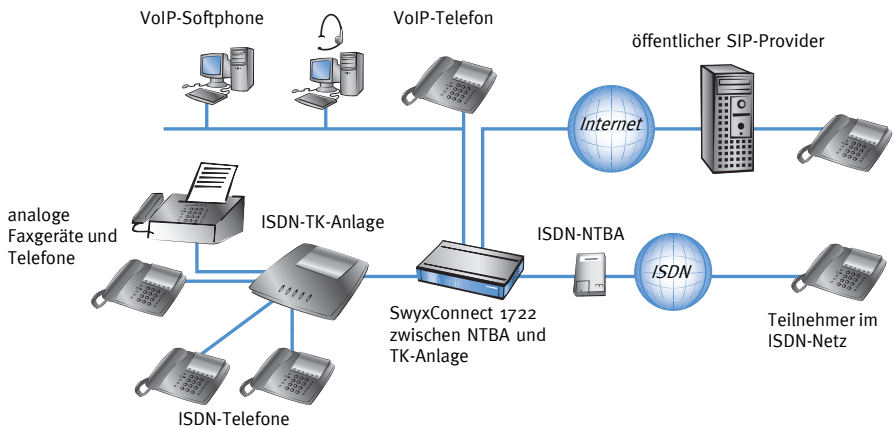 VoIP-Softphone
VoIP-Telefon
öffentlicher SIP-Provider
Internet
analoge
Faxgeräte und
Telefone
ISDN-TK-Anlage
ISDN-NTBA
ISDN
SwyxConnect 1722
zwischen NTBA und
TK-Anlage
Teilnehmer im
ISDN-Netz
ISDN-Telefone